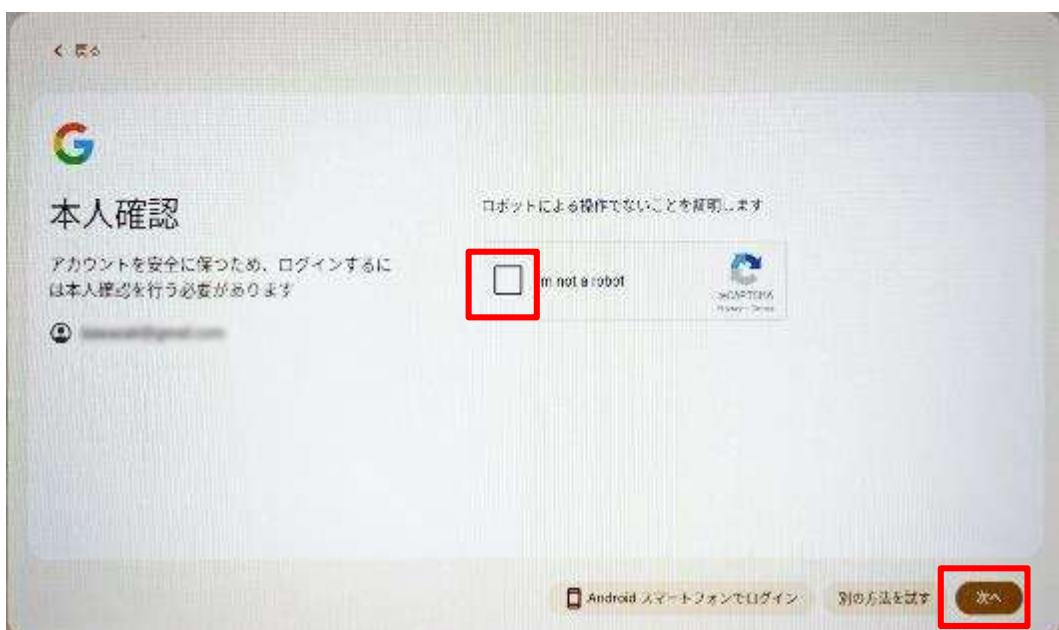 戻る
本人確認
アカウントを安全に保つため、ログインするに
は本人確認を行う必要があります
ロボットによる操作でないことを証明します
I'm not a robot
reCAPTCHA
Privacy - Terms
Android スマートフォンでログイン
別の方法を試す
次へ